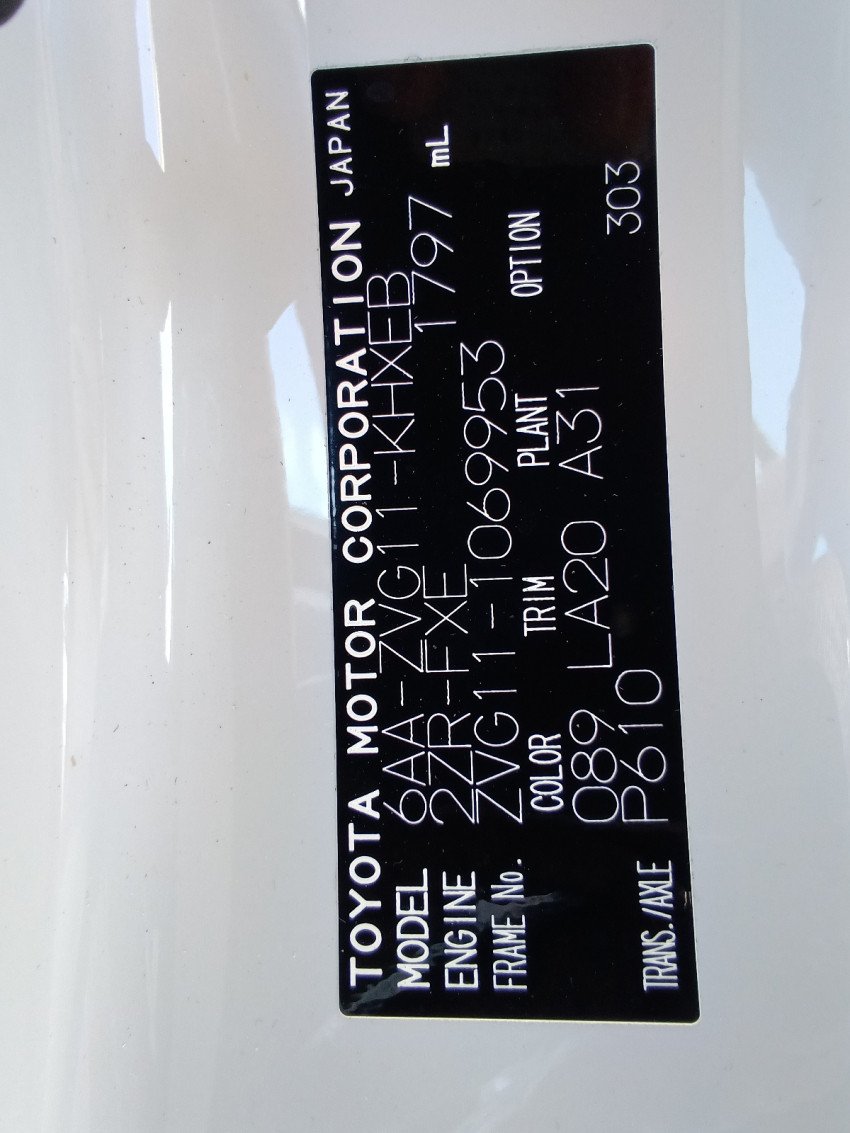 TOYOTA MOTOR CORPORATION JAPAN
MODEL 6AA-ZVG11-KHXEB
ENGINE 2ZR-FXE 1797 mL
FRAME No. ZVG11-1069953
COLOR TRIM PLANT OPTION
089 LA20 A31
TRANS./AXLE P610 303